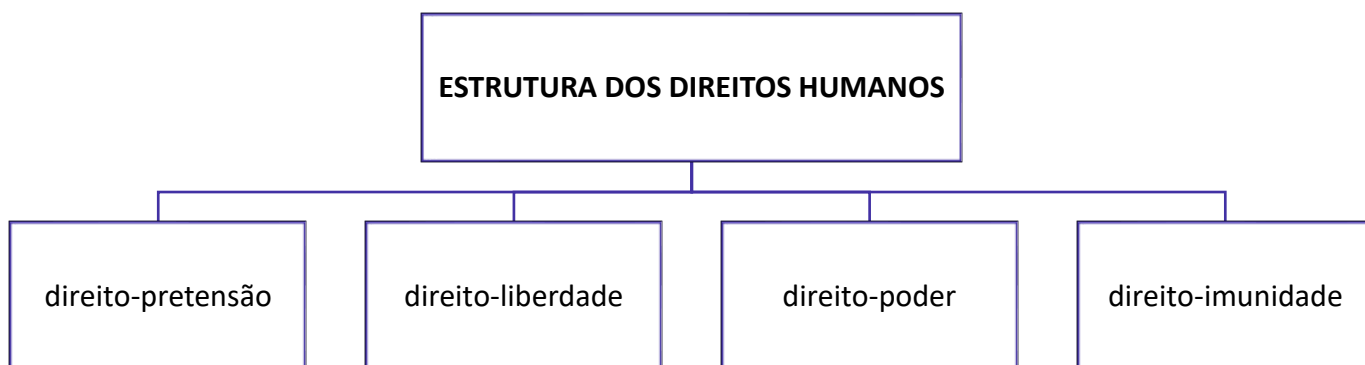 ESTRUTURA DOS DIREITOS HUMANOS
direito-pretensão
direito-liberdade
direito-poder
direito-imunidade